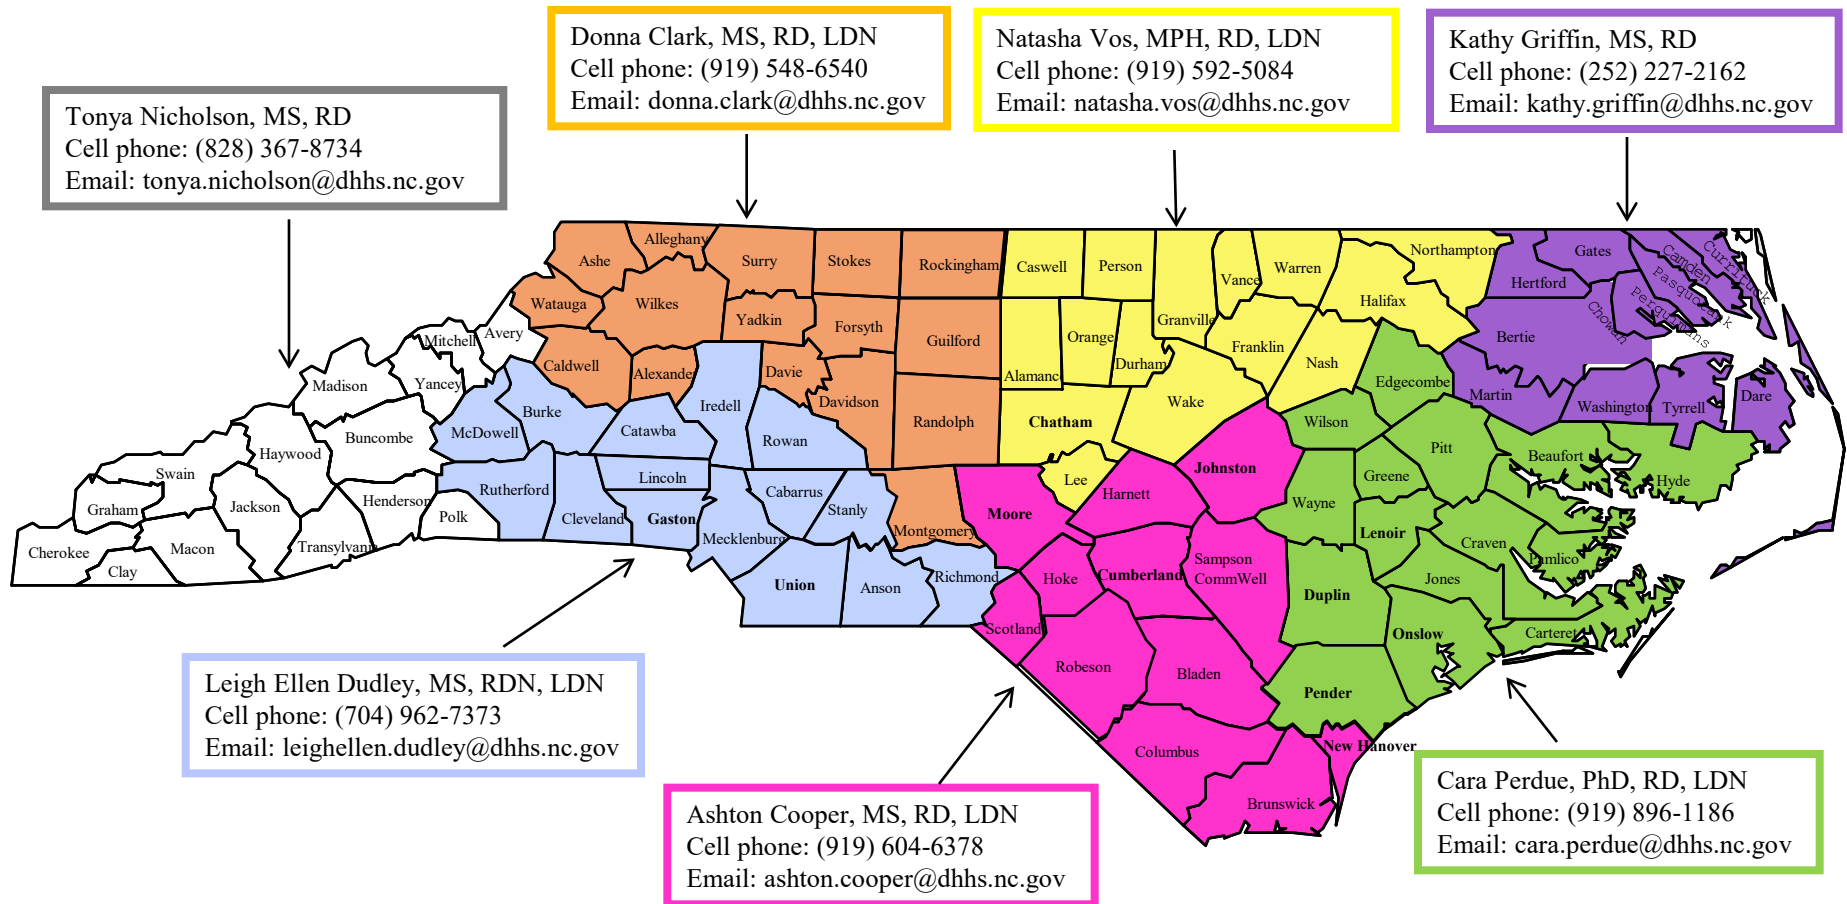 Donna Clark, MS, RD, LDN
Cell phone: (919) 548-6540
Email: donna.clark@dhhs.nc.gov
Natasha Vos, MPH, RD, LDN
Cell phone: (919) 592-5084
Email: natasha.vos@dhhs.nc.gov
Kathy Griffin, MS, RD
Cell phone: (252) 227-2162
Email: kathy.griffin@dhhs.nc.gov
Tonya Nicholson, MS, RD
Cell phone: (828) 367-8734
Email: tonya.nicholson@dhhs.nc.gov
Cherokee
Graham
Clay
Swain
Macon
Jackson
Haywood
Transylvania
Madison
Buncombe
Henderson
Polk
Yancey
Mitchell
Avery
Ashe
Alleghany
Surry
Stokes
Rockingham
Watauga
Wilkes
Yadkin
Forsyth
Guilford
Caldwell
Alexande
Davie
Davidson
Randolph
Montgomery
McDowell
Burke
Catawba
Iredell
Rowan
Rutherford
Cleveland
Lincoln
Gaston
Mecklenburg
Cabarrus
Stanly
Union
Anson
Richmond
Caswell
Person
Granville
Vance
Warren
Northampton
Halifax
Alamanc
Orange
Durham
Franklin
Nash
Wake
Chatham
Lee
Hertford
Gates
Camden
Currituck
Pasquotank
Perquimans
Chowan
Bertie
Martin
Washington
Tyrrell
Dare
Edgecombe
Wilson
Pitt
Beaufort
Hyde
Greene
Wayne
Lenoir
Craven
Pamlico
Jones
Duplin
Onslow
Carteret
Pender
Johnston
Harnett
Moore
Hoke
Cumberland
Sampson
CommWell
Scotland
Robeson
Bladen
Columbus
Brunswick
New Hanover
Leigh Ellen Dudley, MS, RDN, LDN
Cell phone: (704) 962-7373
Email: leighellen.dudley@dhhs.nc.gov
Ashton Cooper, MS, RD, LDN
Cell phone: (919) 604-6378
Email: ashton.cooper@dhhs.nc.gov
Cara Perdue, PhD, RD, LDN
Cell phone: (919) 896-1186
Email: cara.perdue@dhhs.nc.gov